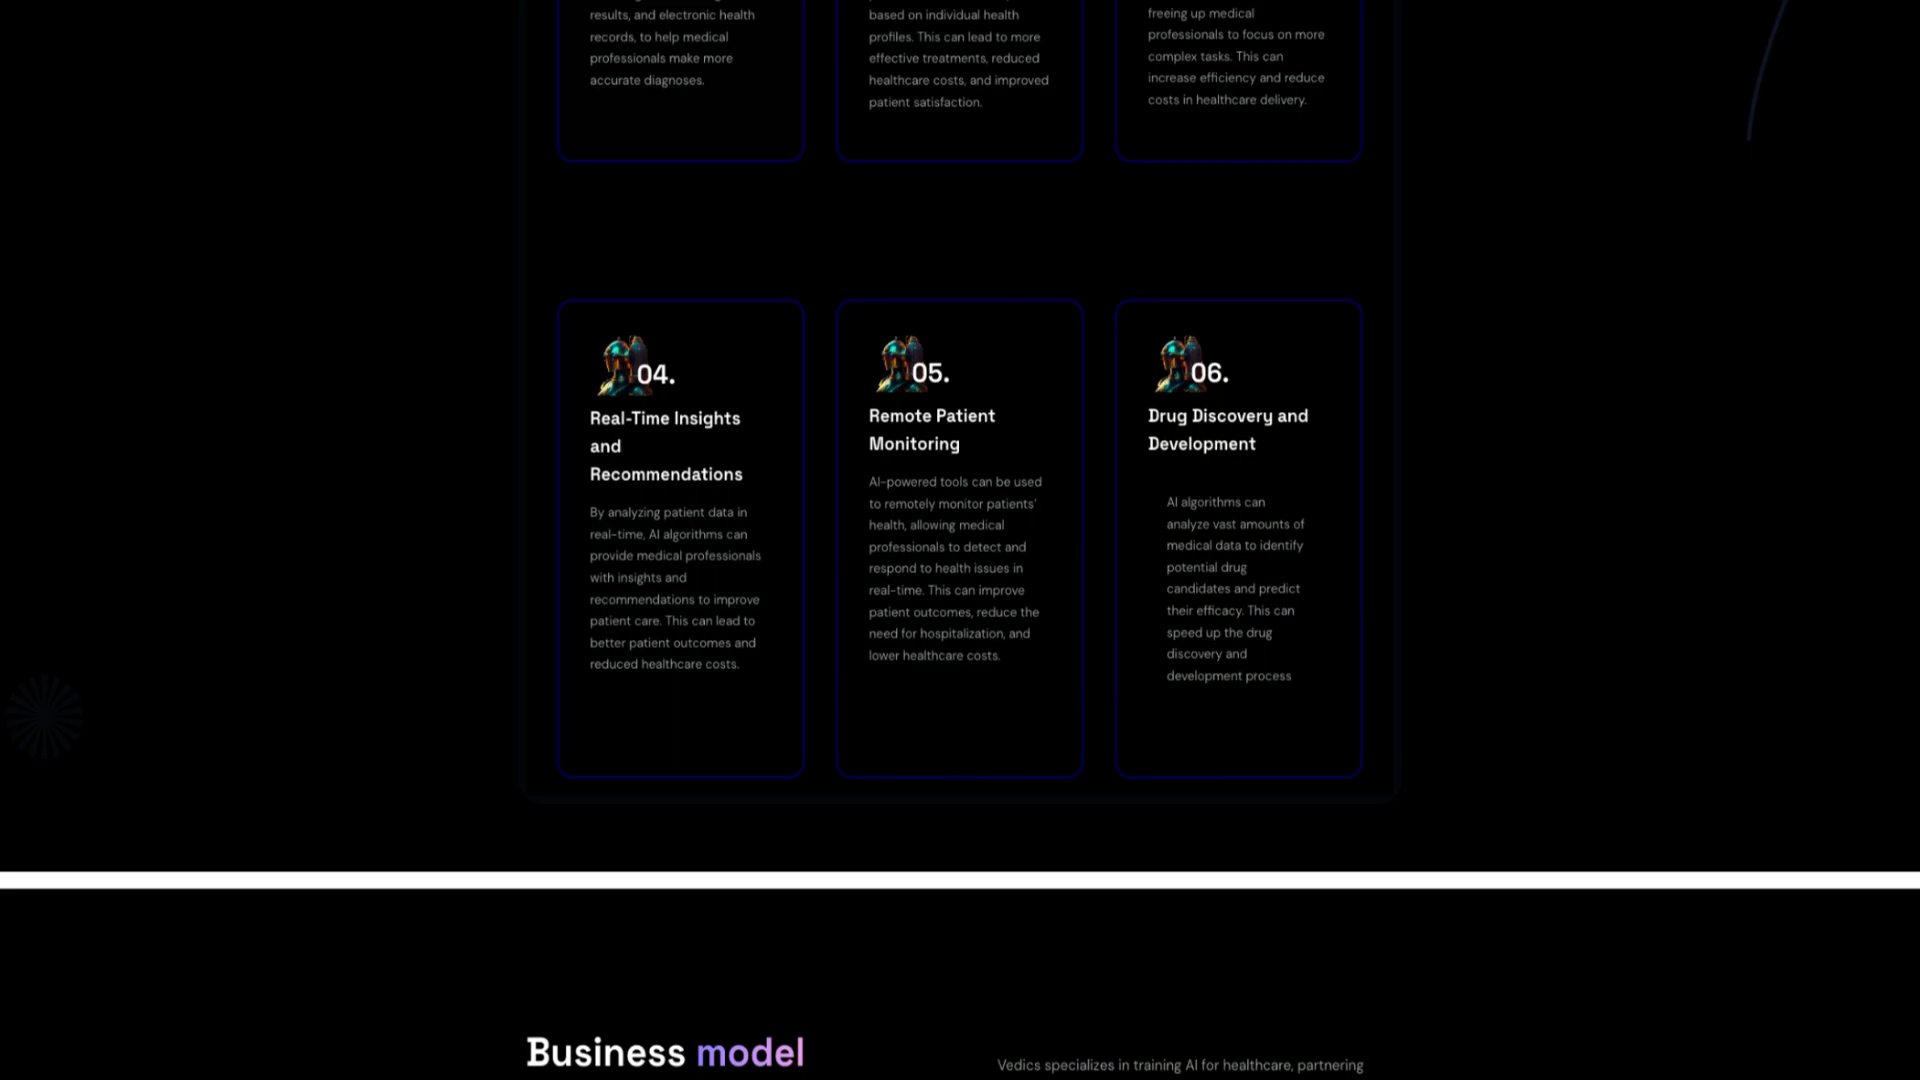 results, and electronic health
records, to help medical
professionals make more
accurate diagnoses.
based on individual health
profiles. This can lead to more
effective treatments, reduced
healthcare costs, and improved
patient satisfaction.
freeing up medical
professionals to focus on more
complex tasks. This can
increase efficiency and reduce
costs in healthcare delivery.
04.
Real-Time Insights
and
Recommendations
By analyzing patient data in
real-time, AI algorithms can
provide medical professionals
with insights and
recommendations to improve
patient care. This can lead to
better patient outcomes and
reduced healthcare costs.
05.
Remote Patient
Monitoring
AI-powered tools can be used
to remotely monitor patients'
health, allowing medical
professionals to detect and
respond to health issues in
real-time. This can improve
patient outcomes, reduce the
need for hospitalization, and
lower healthcare costs.
06.
Drug Discovery and
Development
AI algorithms can
analyze vast amounts of
medical data to identify
potential drug
candidates and predict
their efficacy. This can
speed up the drug
discovery and
development process
Business model
Vedics specializes in training AI for healthcare, partnering